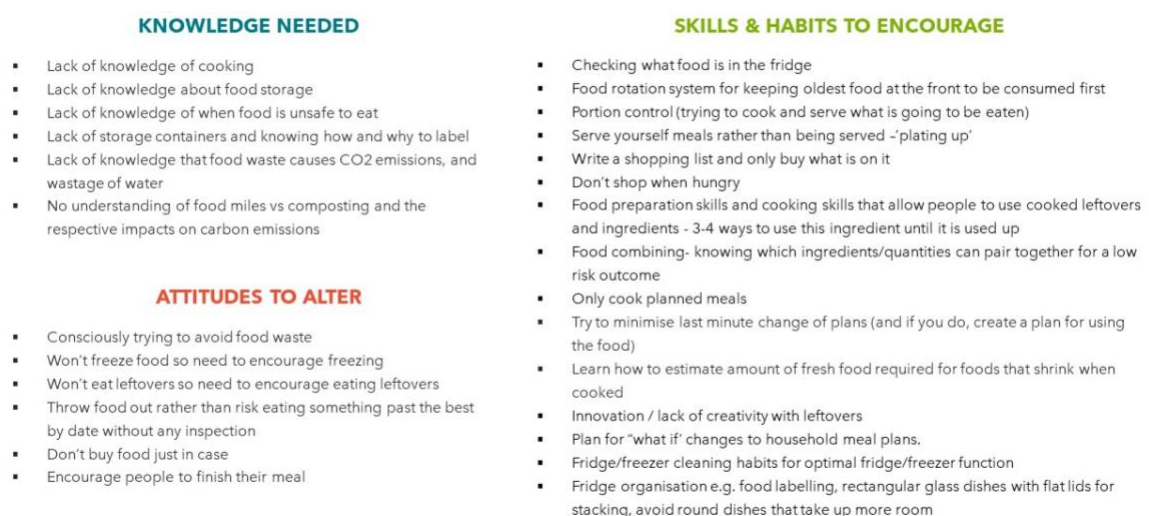 KNOWLEDGE NEEDED
▪ Lack of knowledge of cooking
▪ Lack of knowledge about food storage
▪ Lack of knowledge of when food is unsafe to eat
▪ Lack of storage containers and knowing how and why to label
▪ Lack of knowledge that food waste causes CO2 emissions, and
wastage of water
▪ No understanding of food miles vs composting and the
respective impacts on carbon emissions
ATTITUDES TO ALTER
▪ Consciously trying to avoid food waste
▪ Won't freeze food so need to encourage freezing
▪ Won't eat leftovers so need to encourage eating leftovers
▪ Throw food out rather than risk eating something past the best
by date without any inspection
▪ Don't buy food just in case
▪ Encourage people to finish their meal
SKILLS & HABITS TO ENCOURAGE
▪ Checking what food is in the fridge
▪ Food rotation system for keeping oldest food at the front to be consumed first
▪ Portion control (trying to cook and serve what is going to be eaten)
▪ Serve yourself meals rather than being served –'plating up'
▪ Write a shopping list and only buy what is on it
▪ Don't shop when hungry
▪ Food preparation skills and cooking skills that allow people to use cooked leftovers
and ingredients - 3-4 ways to use this ingredient until it is used up
▪ Food combining- knowing which ingredients/quantities can pair together for a low
risk outcome
▪ Only cook planned meals
▪ Try to minimise last minute change of plans (and if you do, create a plan for using
the food)
▪ Learn how to estimate amount of fresh food required for foods that shrink when
cooked
▪ Innovation / lack of creativity with leftovers
▪ Plan for "what if' changes to household meal plans.
▪ Fridge/freezer cleaning habits for optimal fridge/freezer function
▪ Fridge organisation e.g. food labelling, rectangular glass dishes with flat lids for
stacking, avoid round dishes that take up more room